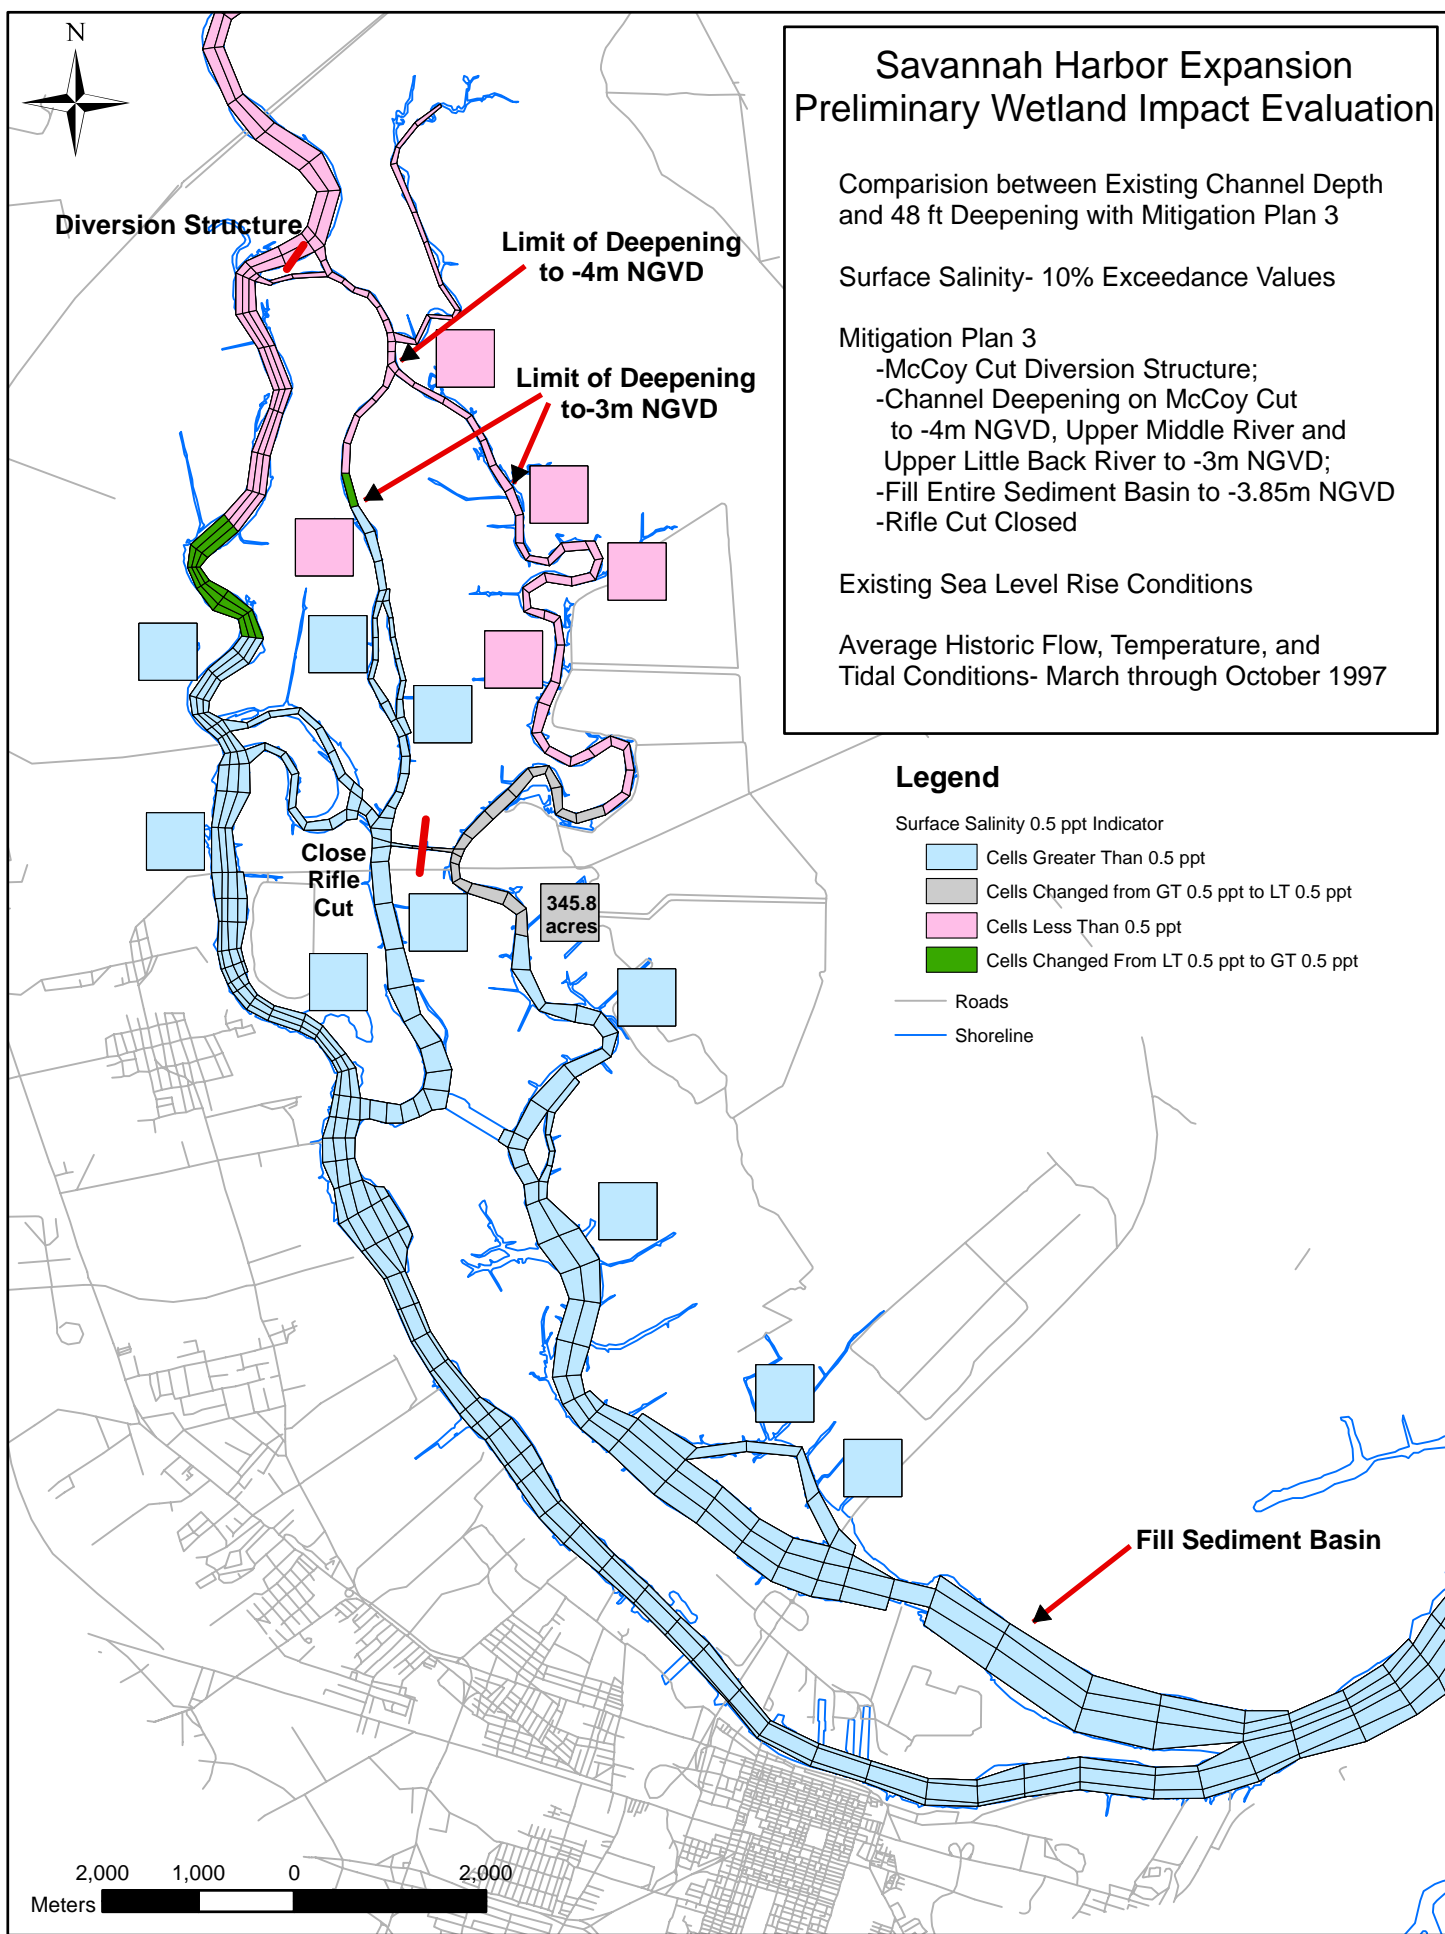 N
Savannah Harbor Expansion
Preliminary Wetland Impact Evaluation
Comparision between Existing Channel Depth
and 48 ft Deepening with Mitigation Plan 3
Surface Salinity- 10% Exceedance Values
Mitigation Plan 3
-McCoy Cut Diversion Structure;
-Channel Deepening on McCoy Cut
to -4m NGVD, Upper Middle River and
Upper Little Back River to -3m NGVD;
-Fill Entire Sediment Basin to -3.85m NGVD
-Rifle Cut Closed
Existing Sea Level Rise Conditions
Average Historic Flow, Temperature, and
Tidal Conditions- March through October 1997
Diversion Structure
Limit of Deepening
to -4m NGVD
Limit of Deepening
to-3m NGVD
Close
Rifle
Cut
345.8
acres
Legend
Surface Salinity 0.5 ppt Indicator
Cells Greater Than 0.5 ppt
Cells Changed from GT 0.5 ppt to LT 0.5 ppt
Cells Less Than 0.5 ppt
Cells Changed From LT 0.5 ppt to GT 0.5 ppt
Roads
Shoreline
Fill Sediment Basin
2,000 1,000 0 2,000
Meters